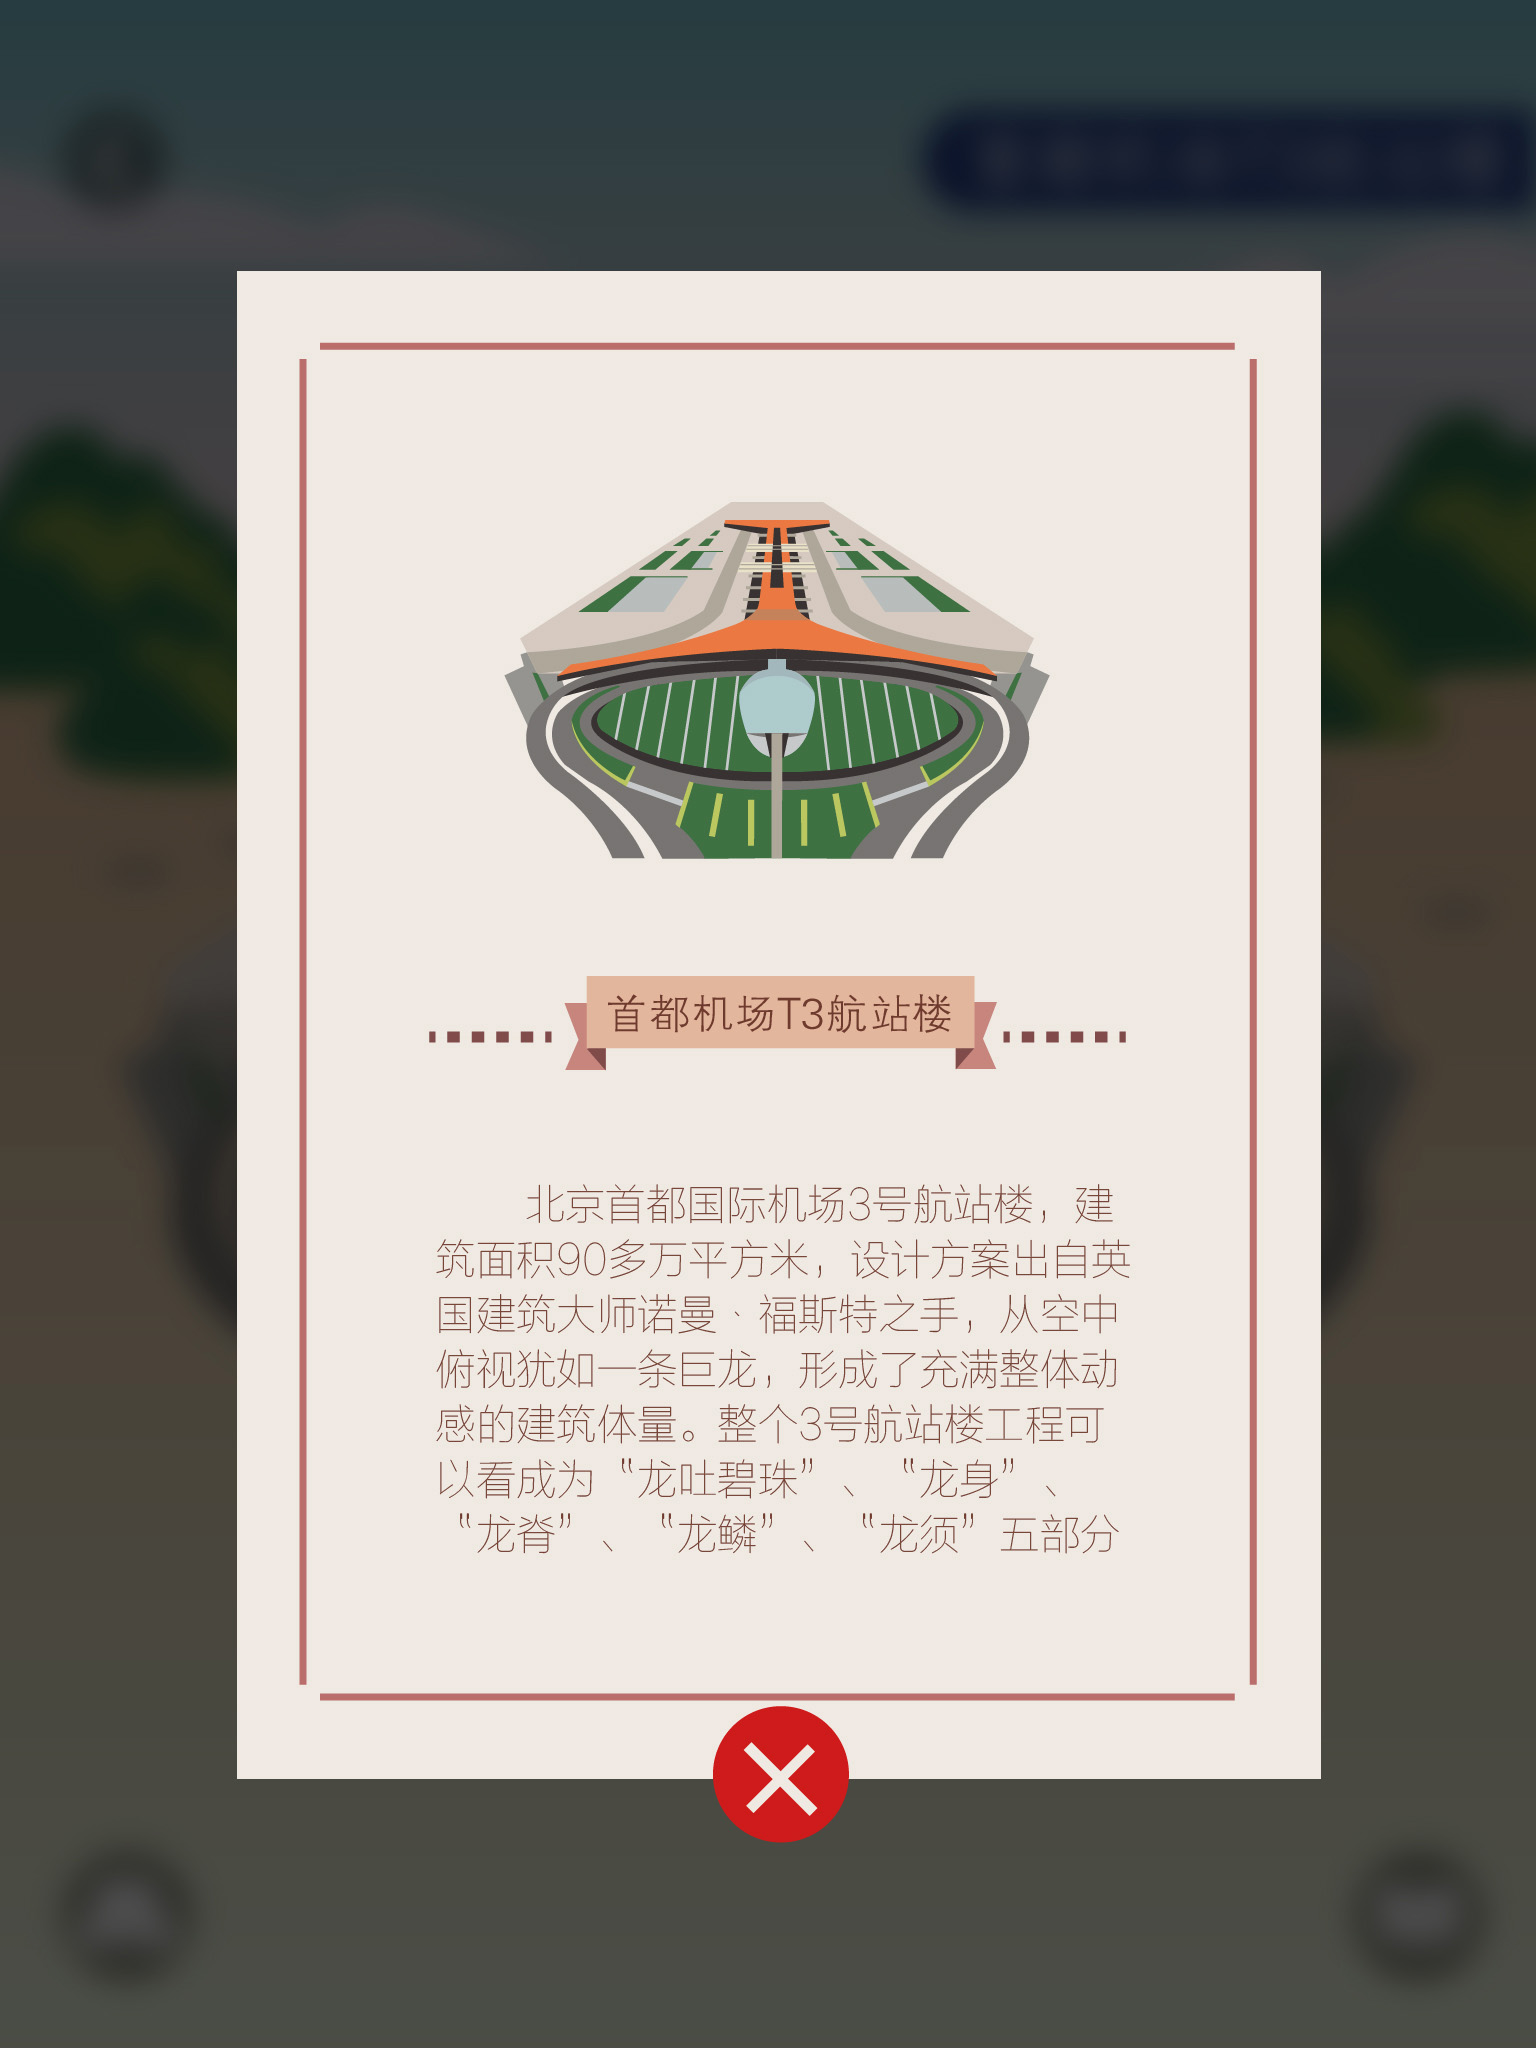 首都机场T3航站楼
北京首都国际机场3号航站楼，建
筑面积90多万平方米，设计方案出自英
国建筑大师诺曼、福斯特之手，从空中
俯视犹如一条巨龙，形成了充满整体动
感的建筑体量。整个3号航站楼工程可
以看成为“龙吐碧珠”、“龙身”、
“龙脊”、“龙鳞”、“龙须”五部分